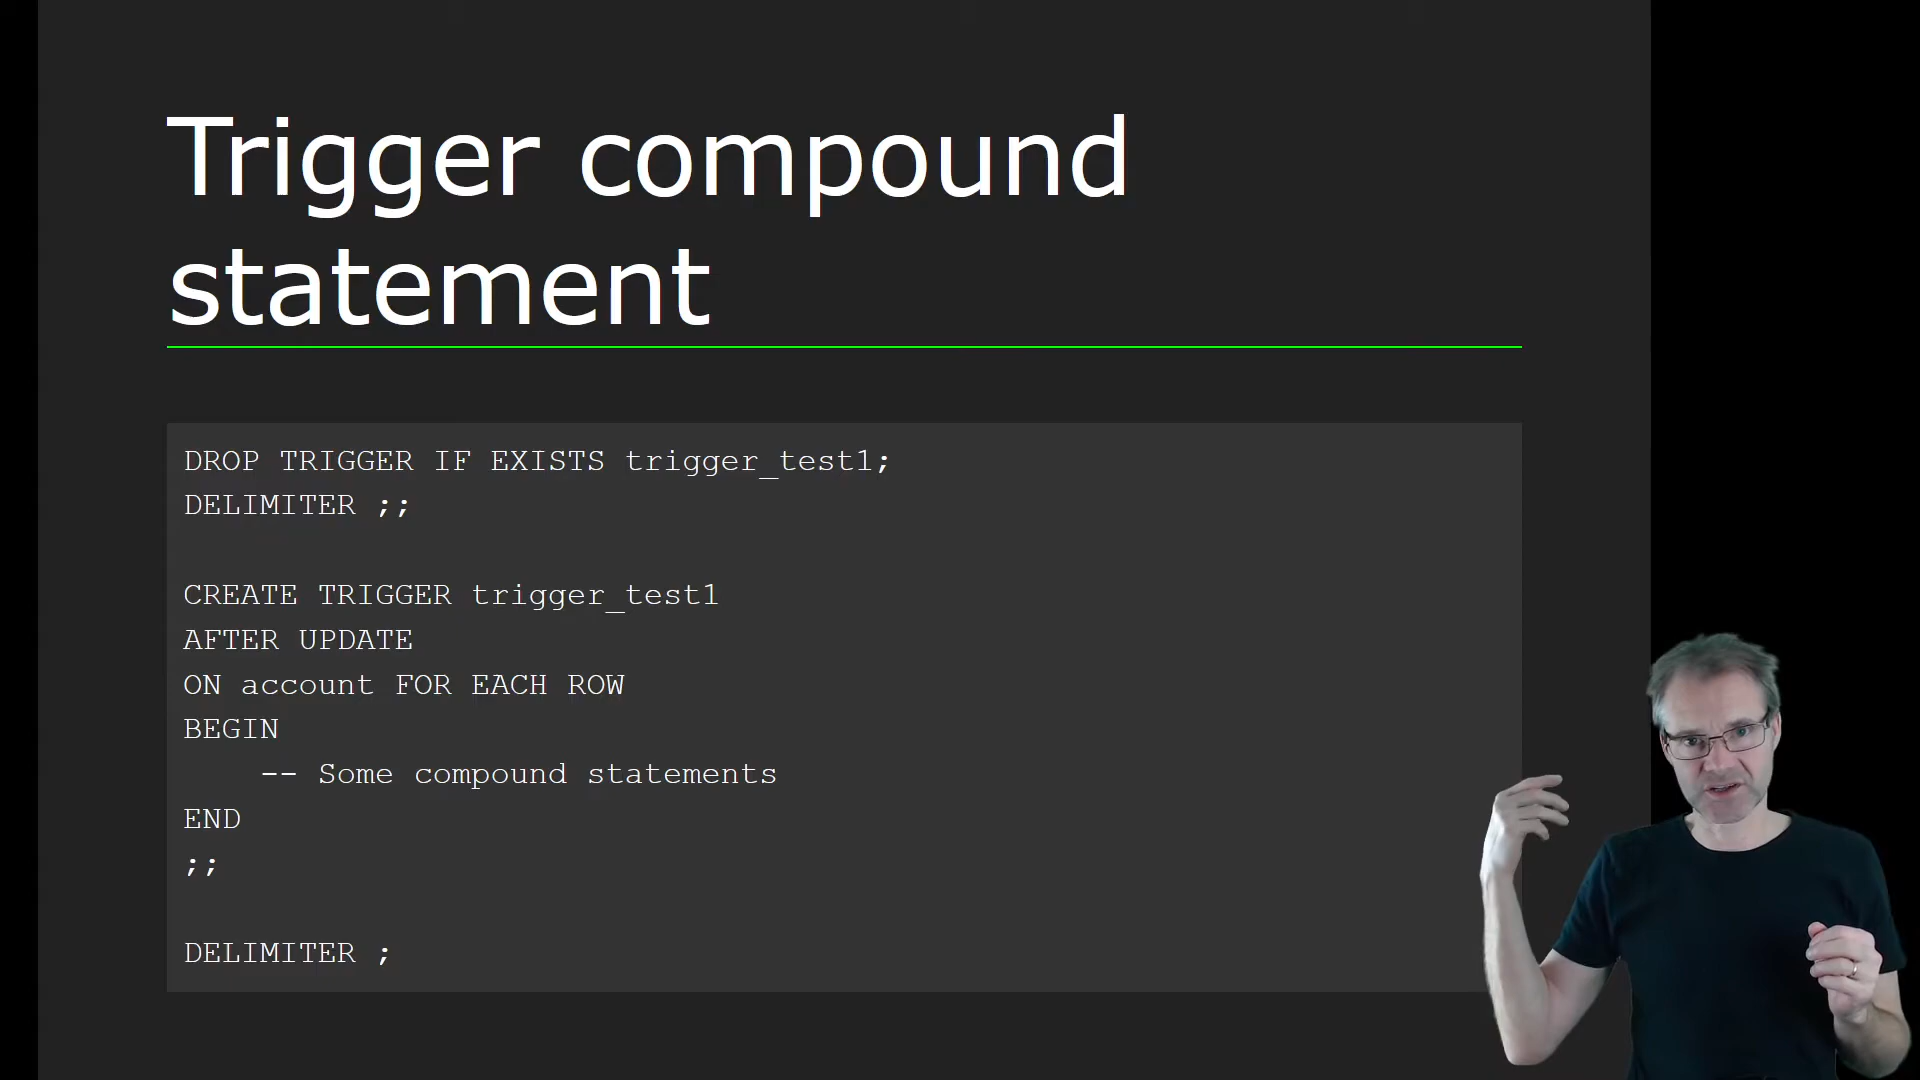 Trigger compound
statement
DROP TRIGGER IF EXISTS trigger_test1;
DELIMITER ;;
CREATE TRIGGER trigger_test1
AFTER UPDATE
ON account FOR EACH ROW
BEGIN
    -- Some compound statements
END
;;
DELIMITER ;